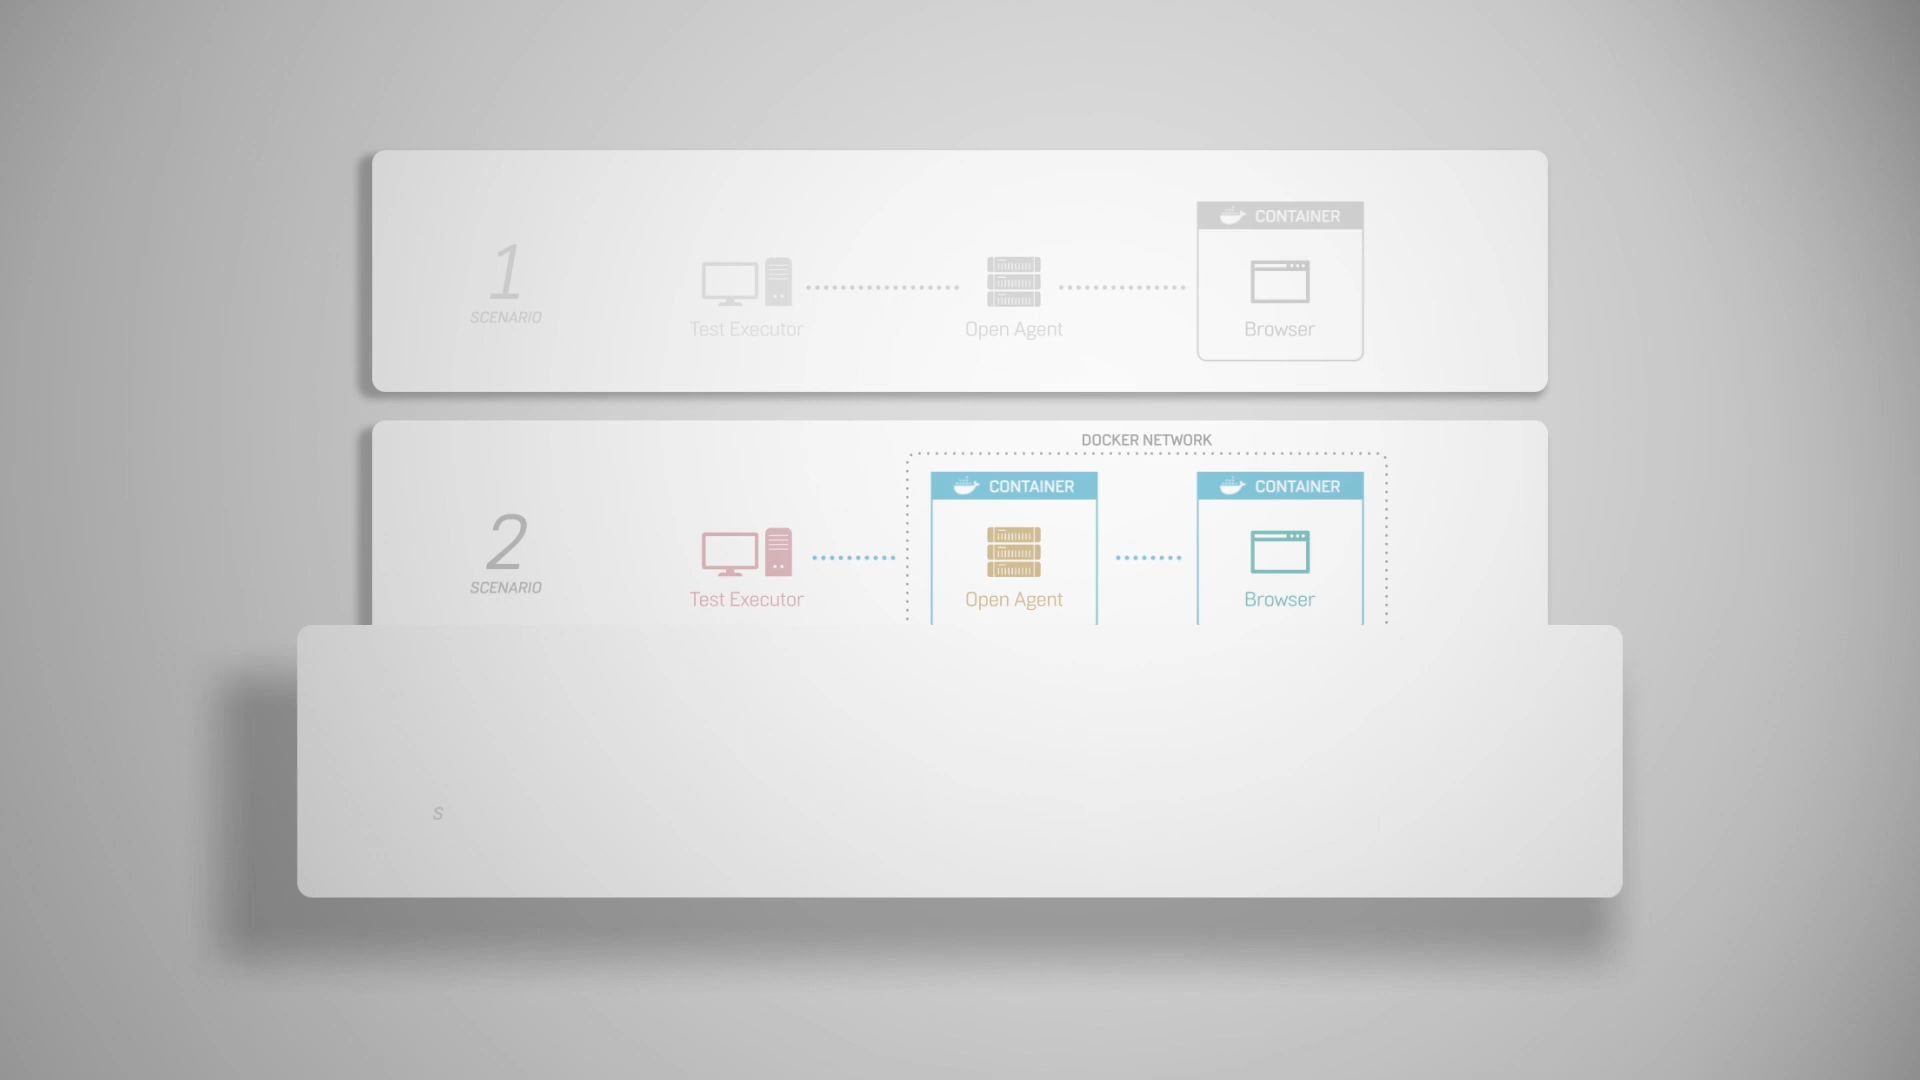 CONTAINER
1
SCENARIO
Test Executor
Open Agent
Browser
DOCKER NETWORK
CONTAINER
CONTAINER
2
SCENARIO
Test Executor
Open Agent
Browser
S